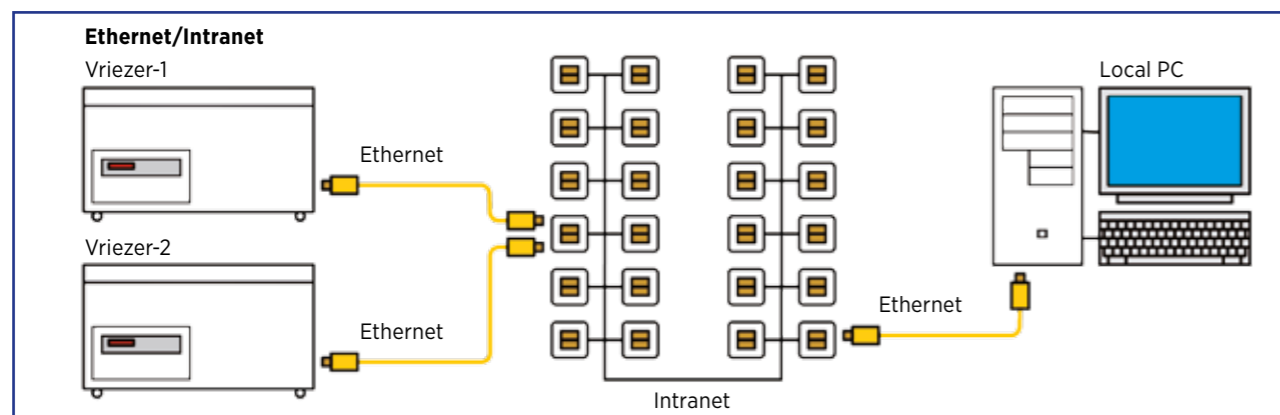 Ethernet/Intranet
Vriezer-1
Local PC
Ethernet
Vriezer-2
Ethernet
Ethernet
Intranet